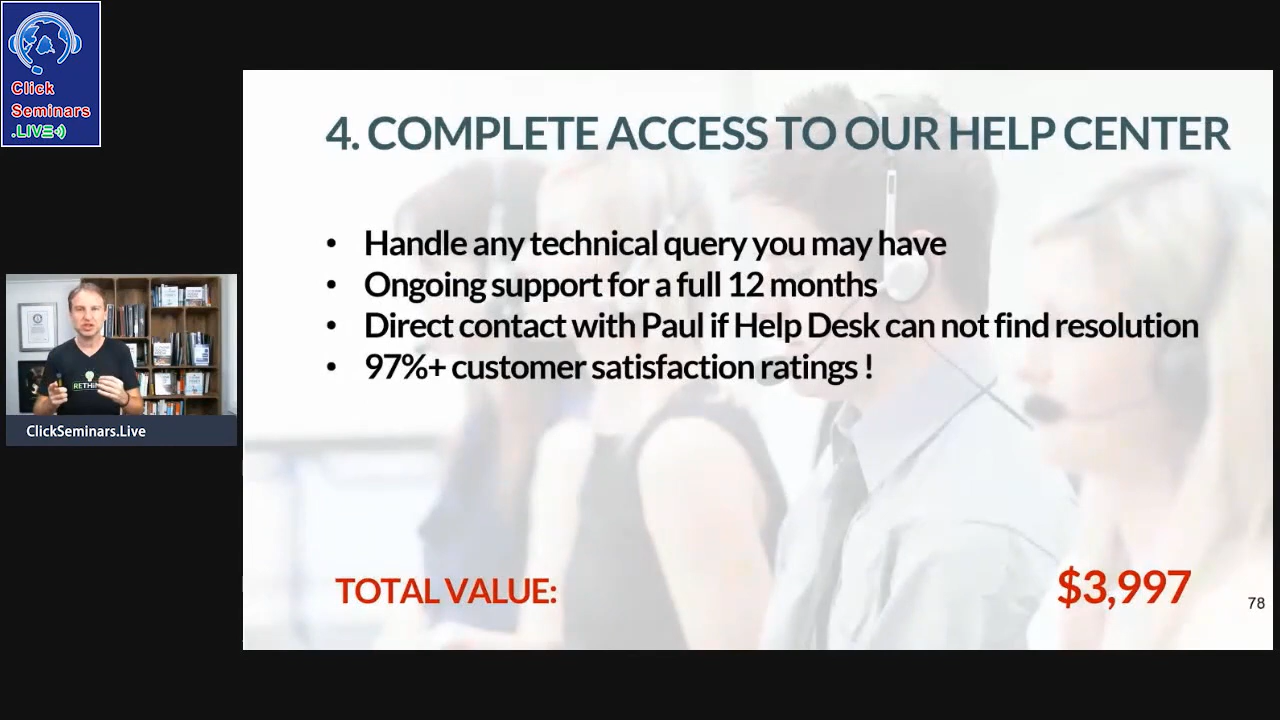 Click
Seminars
.LIVE
4. COMPLETE ACCESS TO OUR HELP CENTER
• Handle any technical query you may have
• Ongoing support for a full 12 months
• Direct contact with Paul if Help Desk can not find resolution
• 97%+ customer satisfaction ratings !
RETHINK
ClickSeminars.Live
TOTAL VALUE: $3,997
78